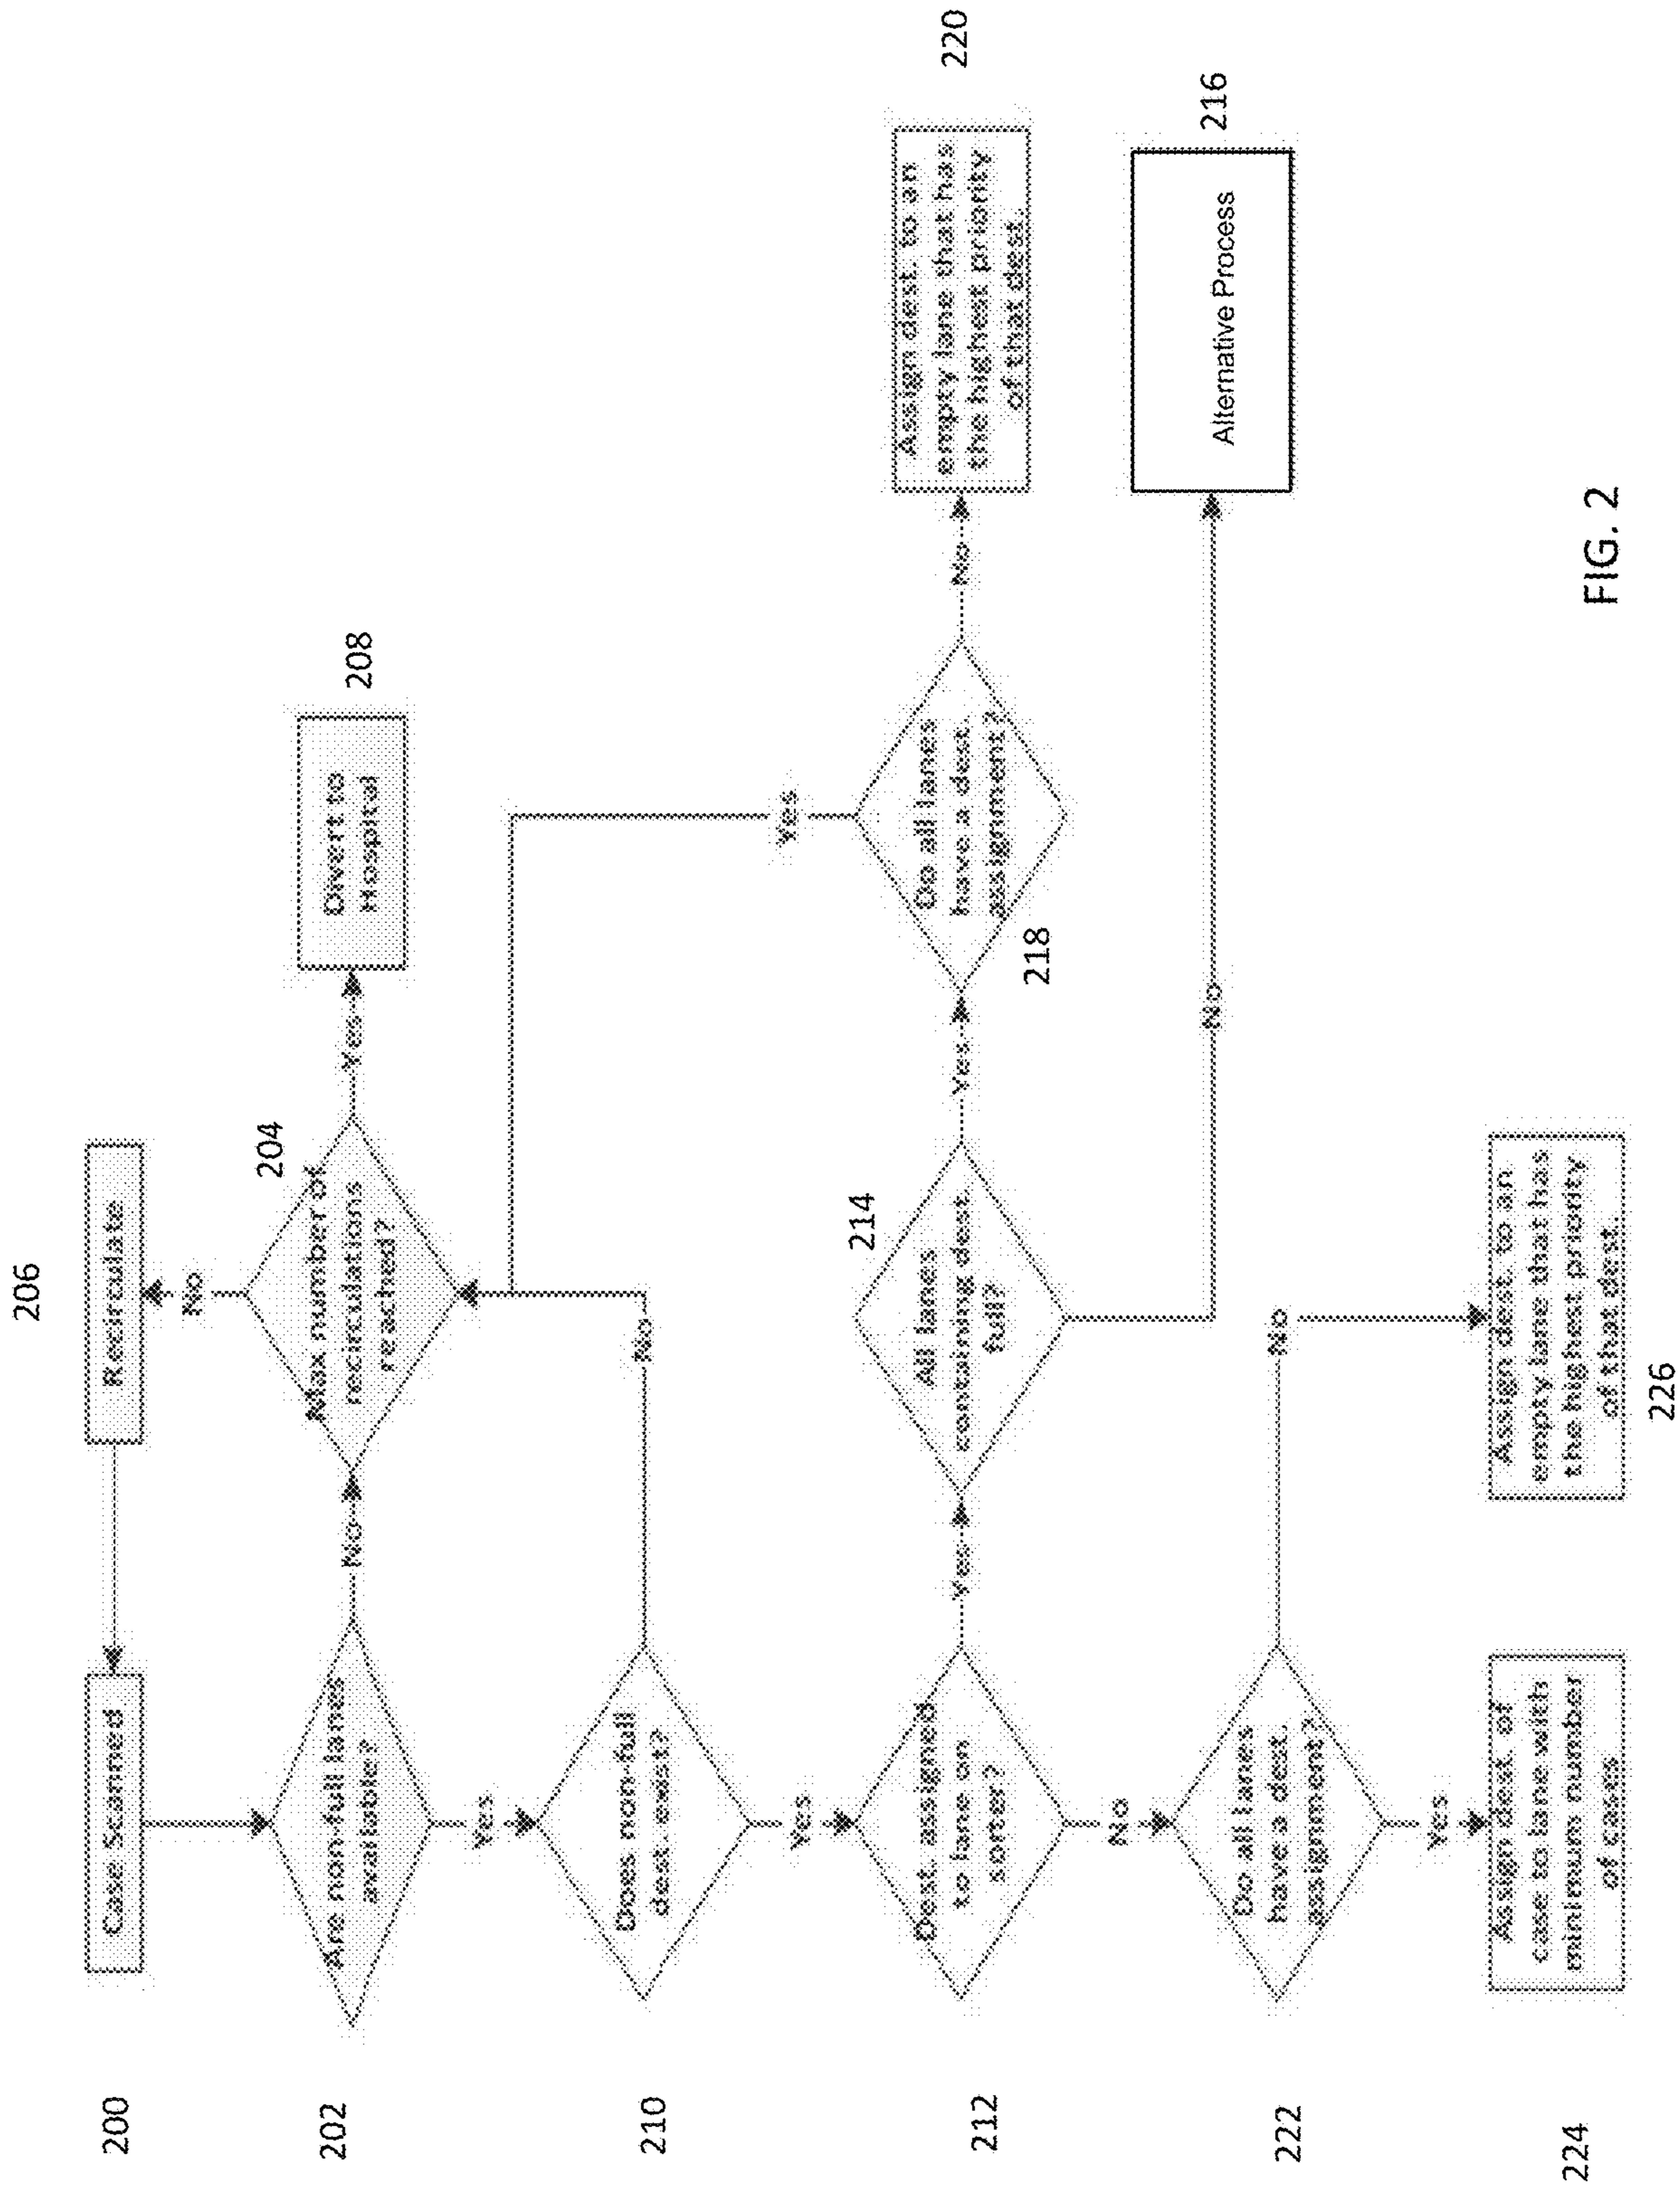 206
Case Scanned
Recirculate
200
204
Are non-full lanes
available?
No
Max number of
recirculations
reached?
No
Yes
Divert to
Hospital
208
202
Yes
Does non-full
dest. exist?
No
210
Yes
Dest. assigned
to lane on
sorter?
Yes
212
214
All lanes
containing dest.
full?
Yes
Do all lanes
have a dest.
assignment?
218
Yes
No
Assign dest. to an
empty lane that has
the highest priority
of that dest.
220
No
Alternative Process
216
No
Do all lanes
have a dest.
assignment?
No
222
Yes
Assign dest. of
case to lane with
minimum number
of cases
224
Assign dest to an
empty lane that has
the highest priority
of that dest.
226
FIG. 2